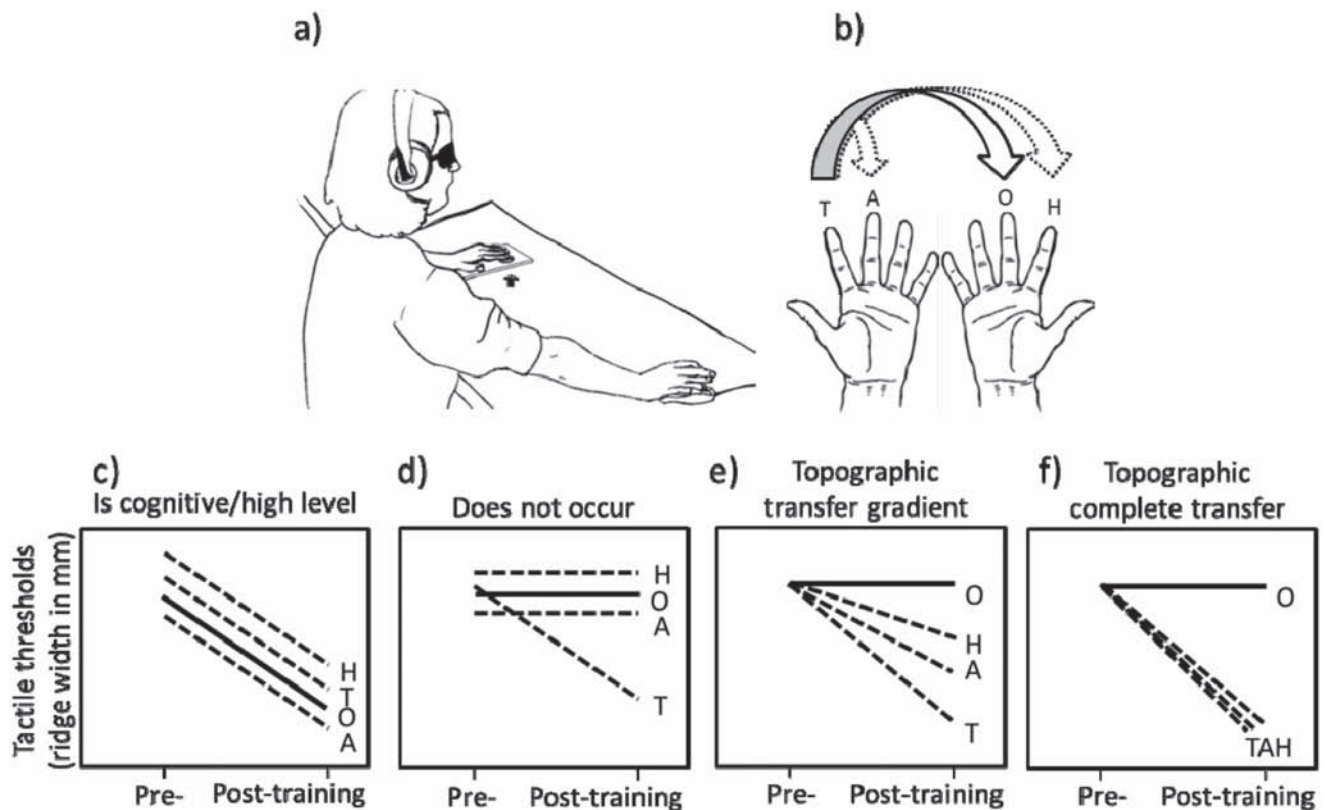 a)
b)
T
A
O
H
c)
Is cognitive/high level
d)
Does not occur
e)
Topographic
transfer gradient
f)
Topographic
complete transfer
Tactile thresholds
(ridge width in mm)
H
T
O
A
H
O
A
T
O
H
A
T
O
TAH
Pre- Post-training
Pre- Post-training
Pre- Post-training
Pre- Post-training